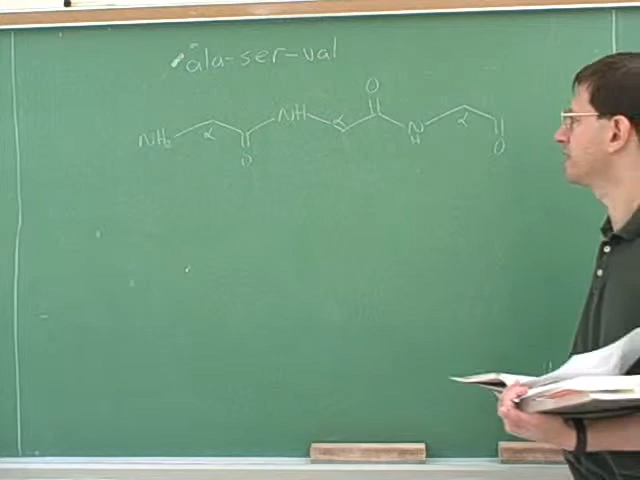 ala-ser-val
O
NH₂ α O NH α N H α O